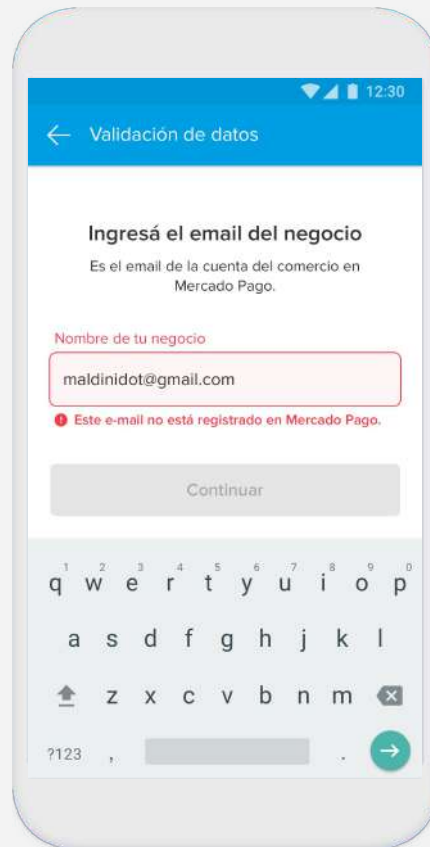 12:30
Validación de datos
Ingresá el email del negocio
Es el email de la cuenta del comercio en
Mercado Pago.
Nombre de tu negocio
maldinidot@gmail.com
Este e-mail no está registrado en Mercado Pago.
Continuar
1 2 3 4 5 6 7 8 9 0
q w e r t y u i o p
a s d f g h j k l
z x c v b n m
?123 , .